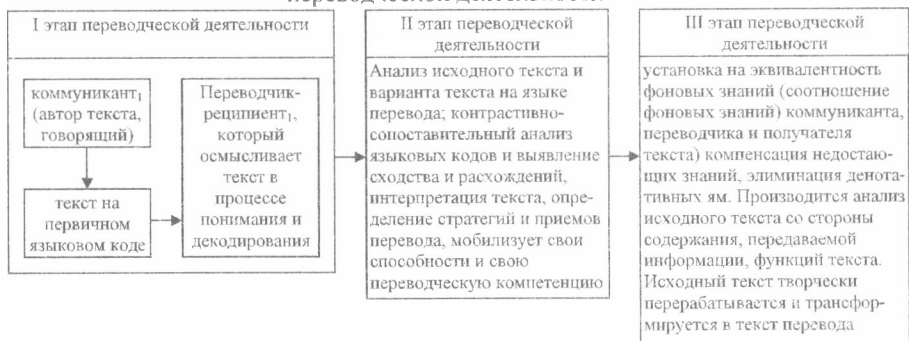 переводческой деятельности
I этап переводческой деятельности
коммуникант₁
(автор текста,
говорящий)
текст на
первичном
языковом коде
Переводчик-
реципиент₁,
который
осмысливает
текст в
процессе
понимания и
декодирования
II этап переводческой
деятельности
Анализ исходного текста и
варианта текста на языке
перевода; контрастивно-
сопоставительный анализ
языковых кодов и выявление
сходства и расхождений,
интерпретация текста, опре-
деление стратегий и приемов
перевода, мобилизует свои
способности и свою
переводческую компетенцию
III этап переводческой
деятельности
установка на эквивалентность
фоновых знаний (соотношение
фоновых знаний) коммуниканта,
переводчика и получателя
текста) компенсация недостаю-
щих знаний, элиминация дено-
тативных ям. Производится анализ
исходного текста со стороны
содержания, передаваемой
информации, функций текста.
Исходный текст творчески
перерабатывается и трансфор-
мируется в текст перевода